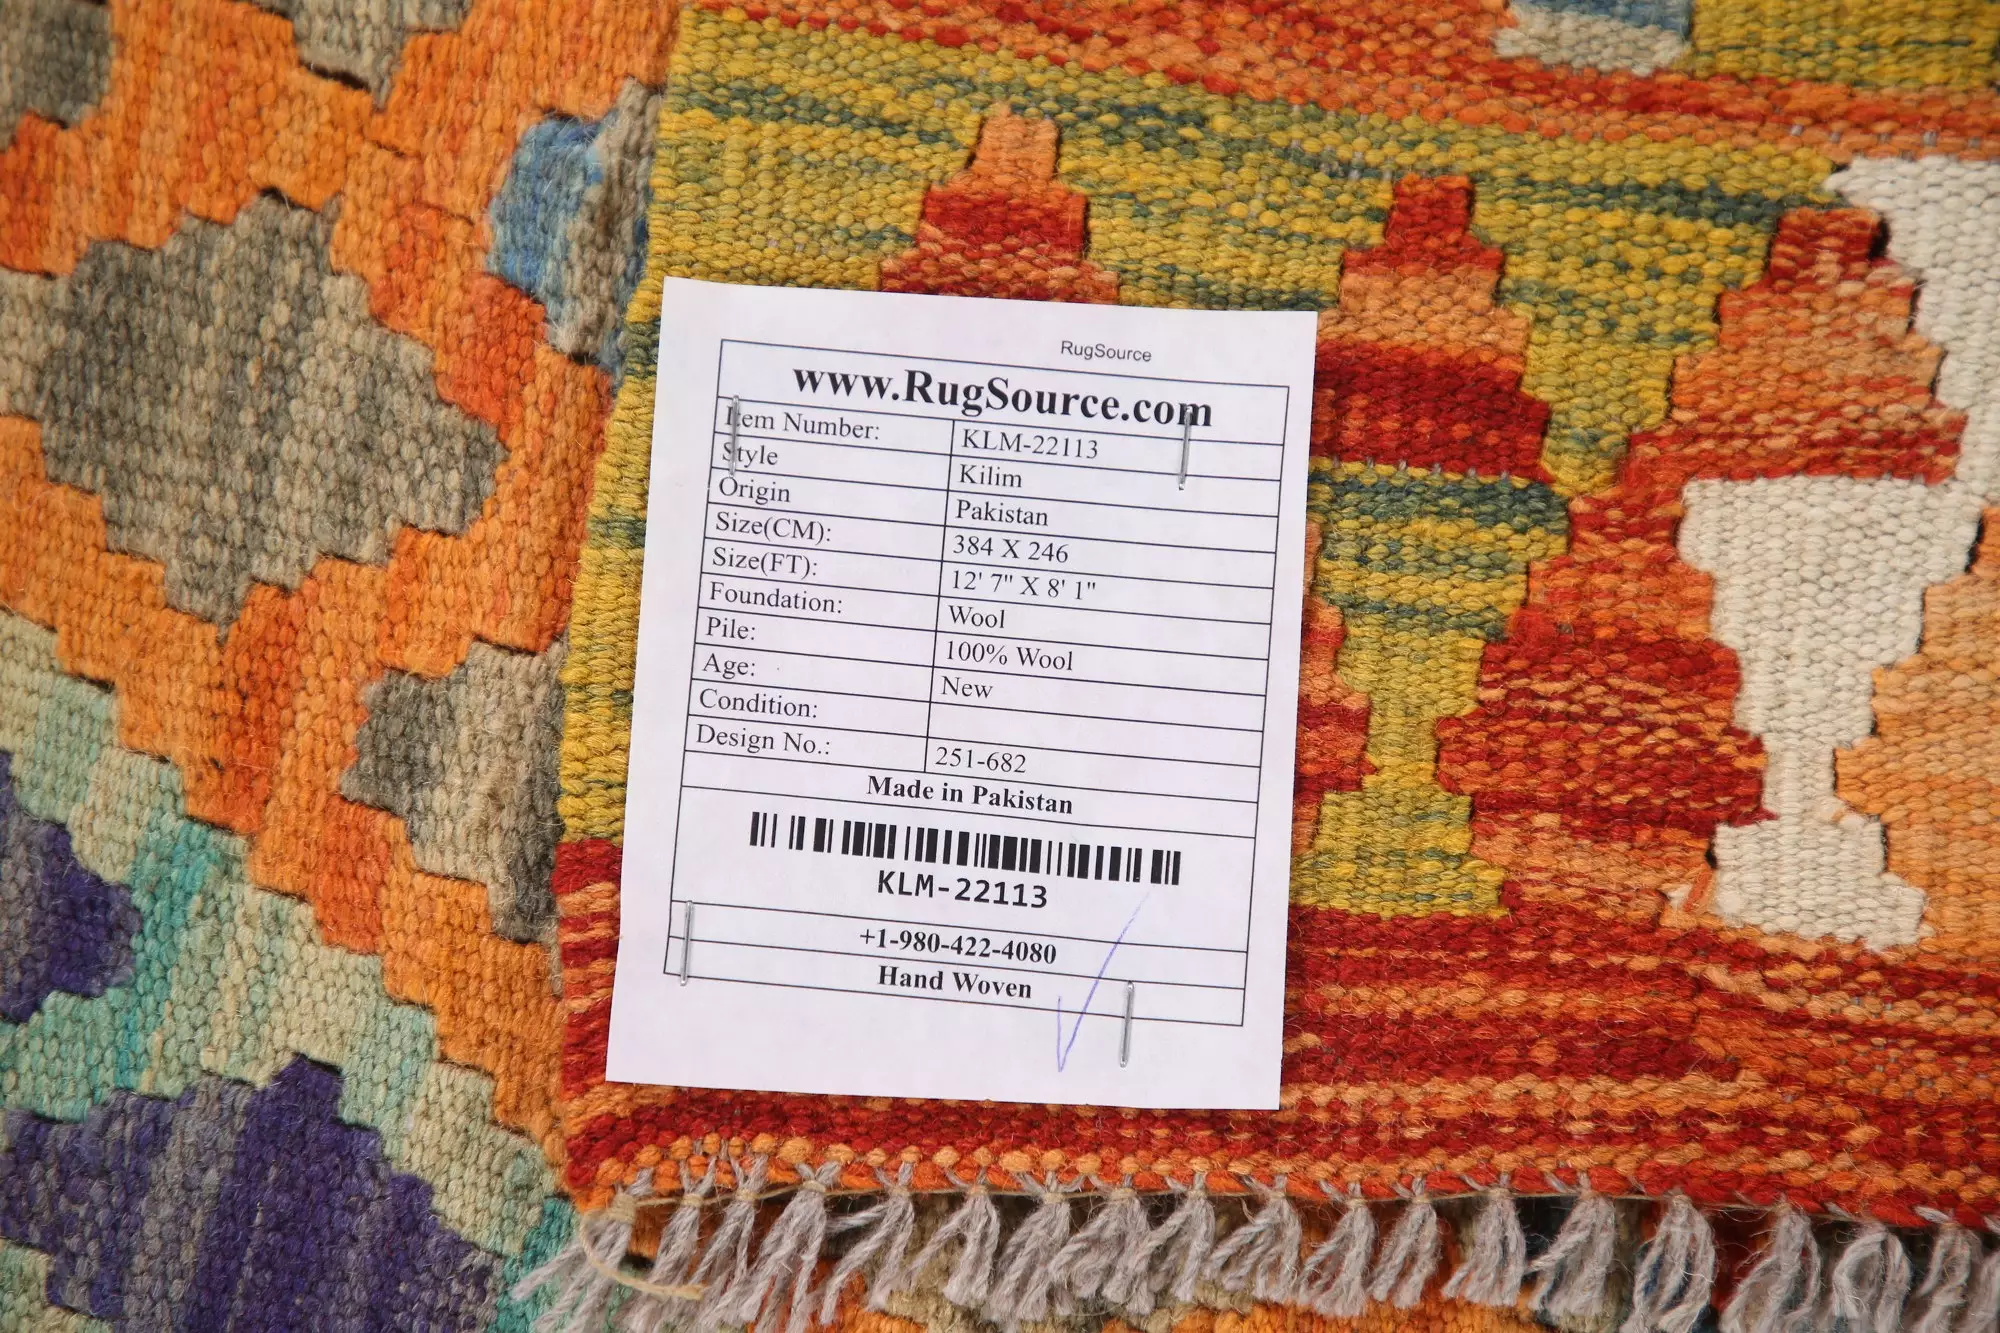 RugSource
www.RugSource.com
Item Number: KLM-22113
Style Kilim
Origin Pakistan
Size(CM): 384 X 246
Size(FT): 12' 7" X 8' 1"
Foundation: Wool
Pile: 100% Wool
Age: New
Condition:
Design No.: 251-682
Made in Pakistan
KLM-22113
+1-980-422-4080
Hand Woven